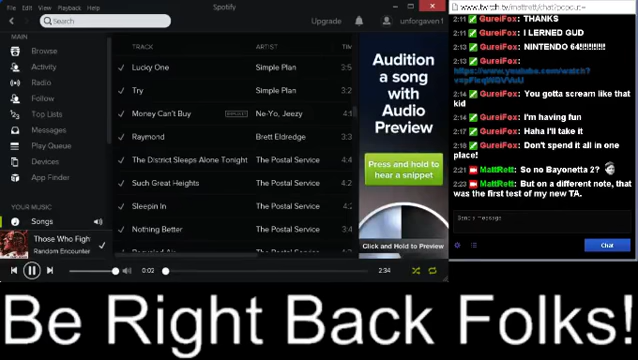 File Edit View Playback Help
Spotify
Search
Upgrade
unforgaven1
MAIN
Browse
Activity
Radio
Follow
Top Lists
Messages
Play Queue
Devices
App Finder
YOUR MUSIC
Songs
Those Who Figh
Random Encounter
TRACK ARTIST
Lucky One Simple Plan
Try Simple Plan
Money Can't Buy Ne-Yo, Jeezy
Raymond Brett Eldredge
The District Sleeps Alone Tonight The Postal Service
Such Great Heights The Postal Service
Sleepin In The Postal Service
Nothing Better The Postal Service
Audition
a song
with
Audio
Preview
Press and hold to
hear a snippet
Click and Hold to Preview
0:02
2:34
2:11 GureiFox: THANKS
2:11 GureiFox: I LERNED GUD
2:13 GureiFox: NINTENDO 64!!!!!!!!!!
2:13 GureiFox:
2:14 GureiFox: You gotta scream like that
kid
2:14 GureiFox: I'm having fun
2:17 GureiFox: Haha I'll take it
2:18 GureiFox: Don't spend it all in one
place!
2:21 MattRett: So no Bayonetta 2?
2:23 MattRett: But on a different note, that
was the first test of my new TA.
Send a message
Chat
Be Right Back Folks!